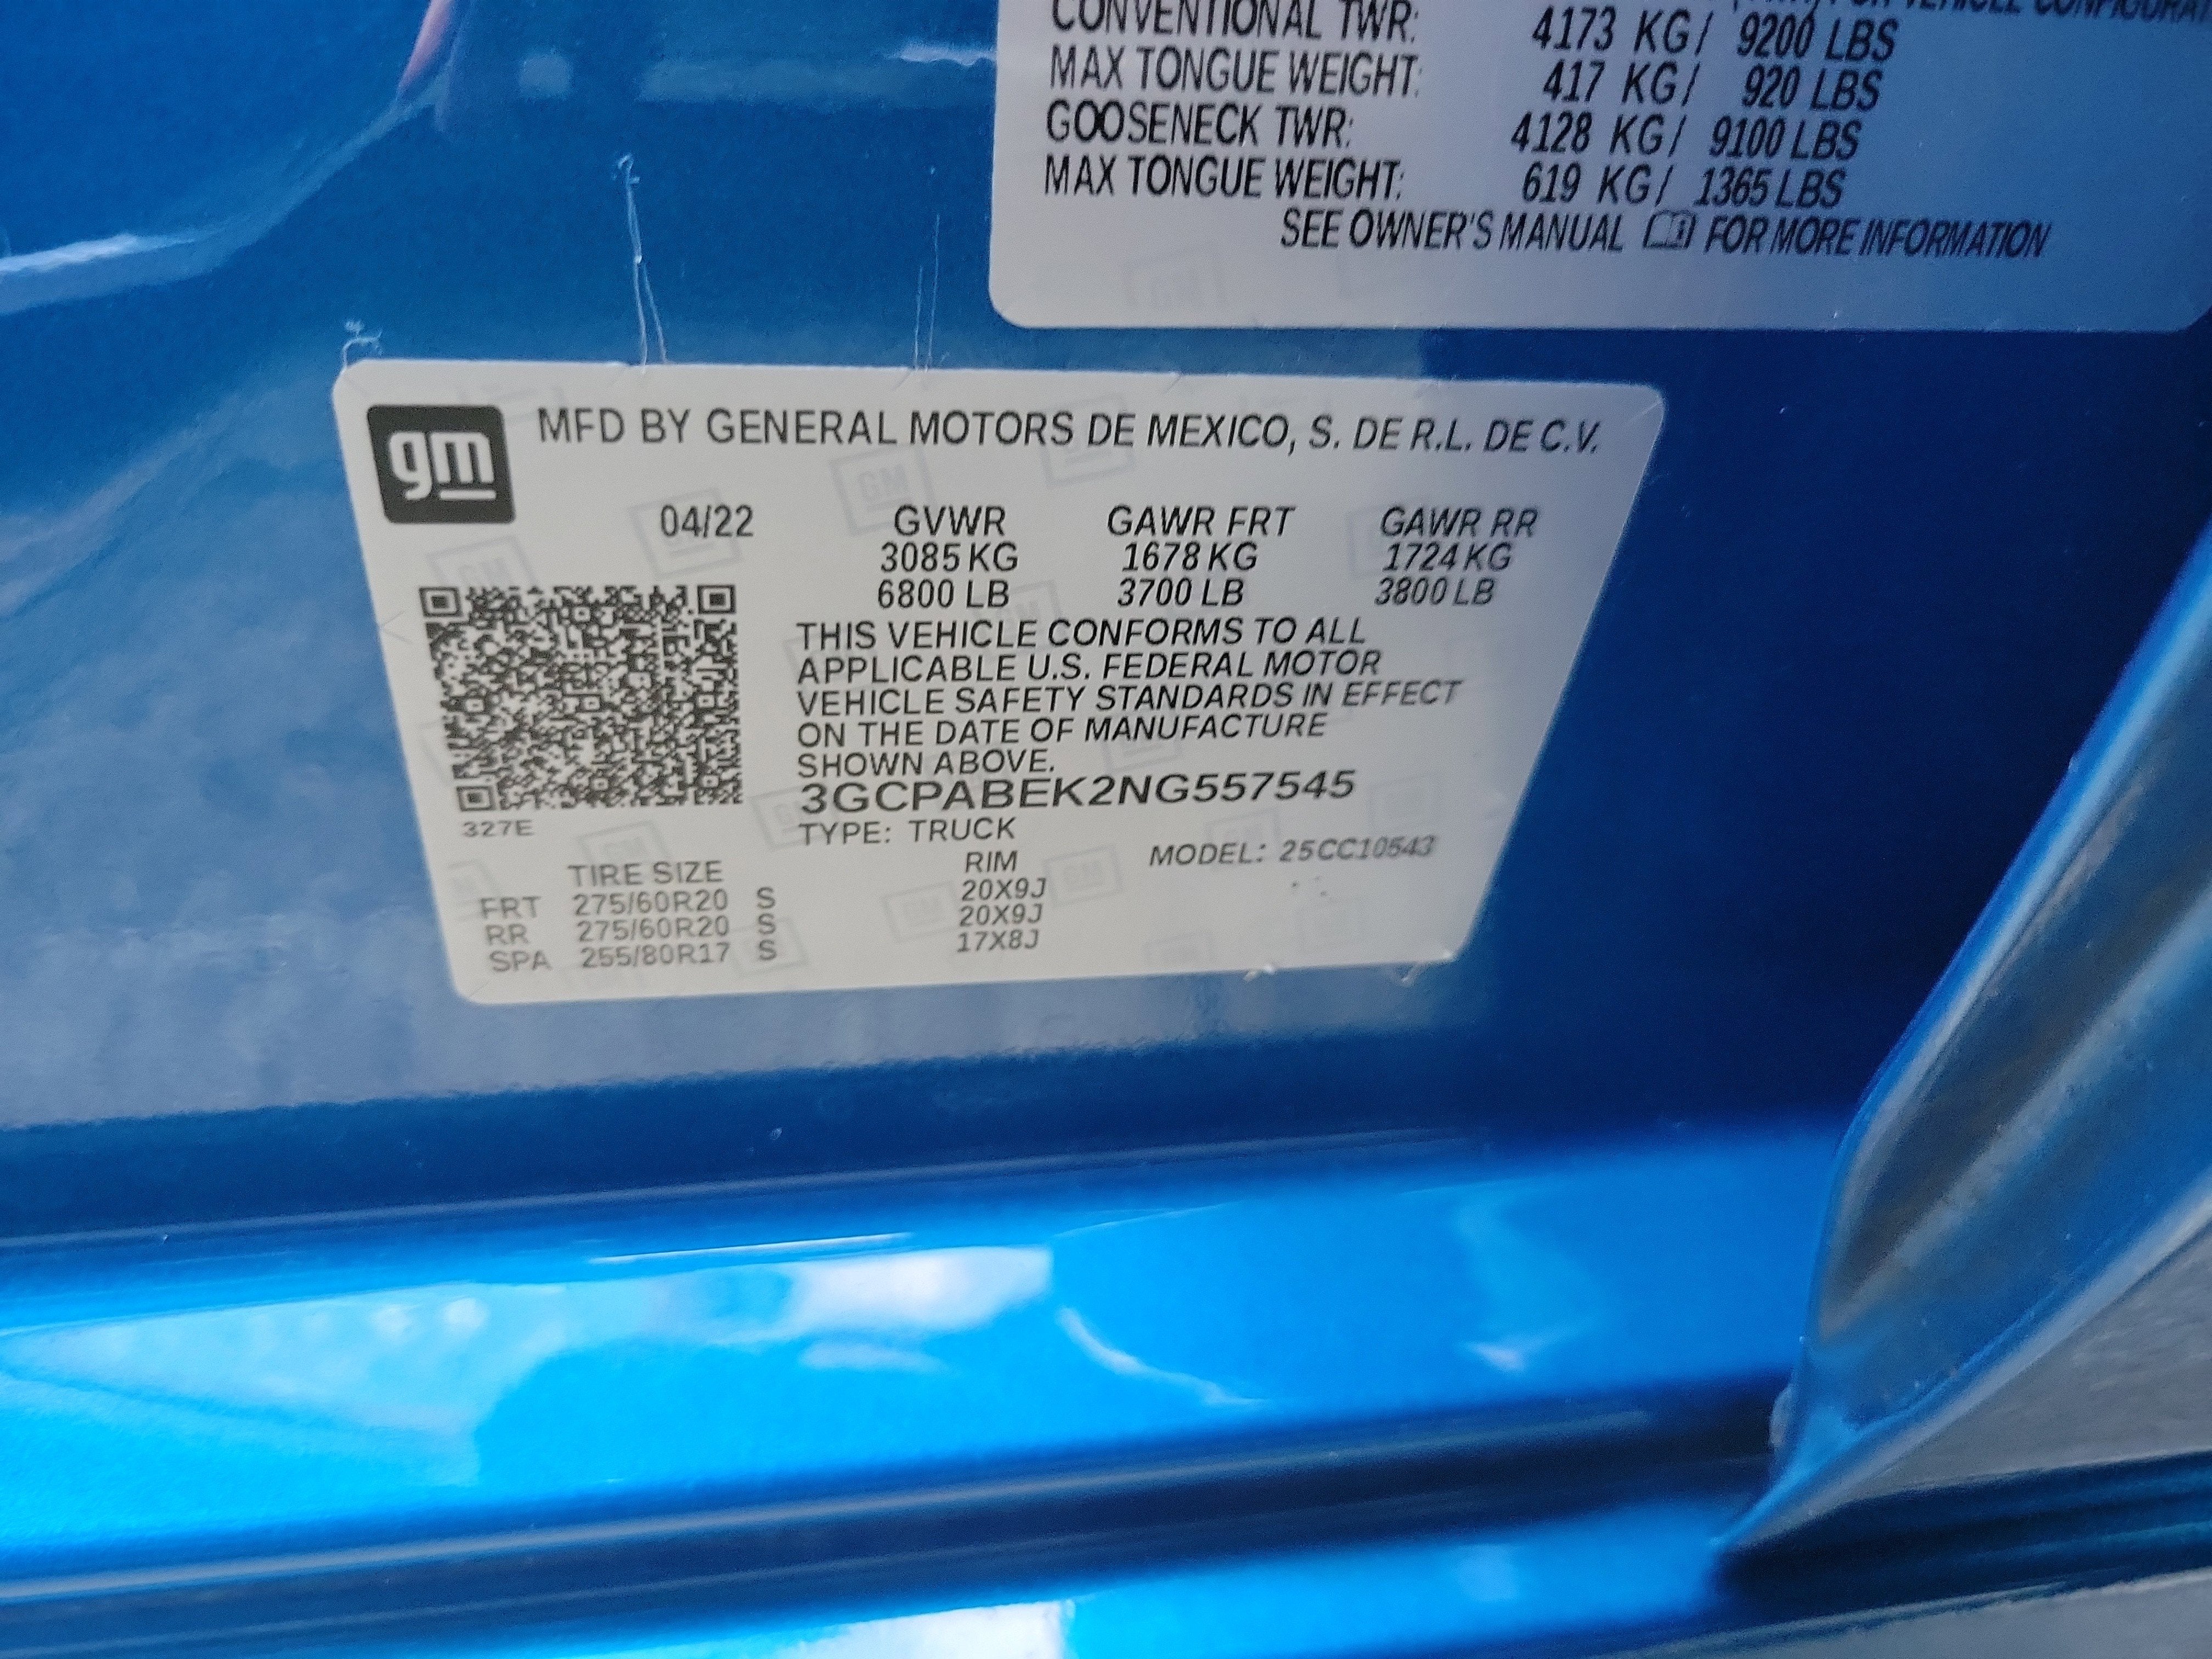 FOR VEHICLE CONFIGURAT
CONVENTIONAL TWR: 4173 KG/ 9200 LBS
MAX TONGUE WEIGHT: 417 KG/ 920 LBS
GOOSENECK TWR: 4128 KG/ 9100 LBS
MAX TONGUE WEIGHT: 619 KG/ 1365 LBS
SEE OWNER'S MANUAL FOR MORE INFORMATION
gm MFD BY GENERAL MOTORS DE MEXICO, S. DE R.L. DE C.V.
04/22 GVWR GAWR FRT GAWR RR
3085 KG 1678 KG 1724 KG
6800 LB 3700 LB 3800 LB
THIS VEHICLE CONFORMS TO ALL
APPLICABLE U.S. FEDERAL MOTOR
VEHICLE SAFETY STANDARDS IN EFFECT
ON THE DATE OF MANUFACTURE
SHOWN ABOVE.
3GCPABEK2NG557545
327E TYPE: TRUCK
MODEL: 25CC10543
TIRE SIZE RIM
FRT 275/60R20 S 20X9J
RR 275/60R20 S 20X9J
SPA 255/80R17 S 17X8J